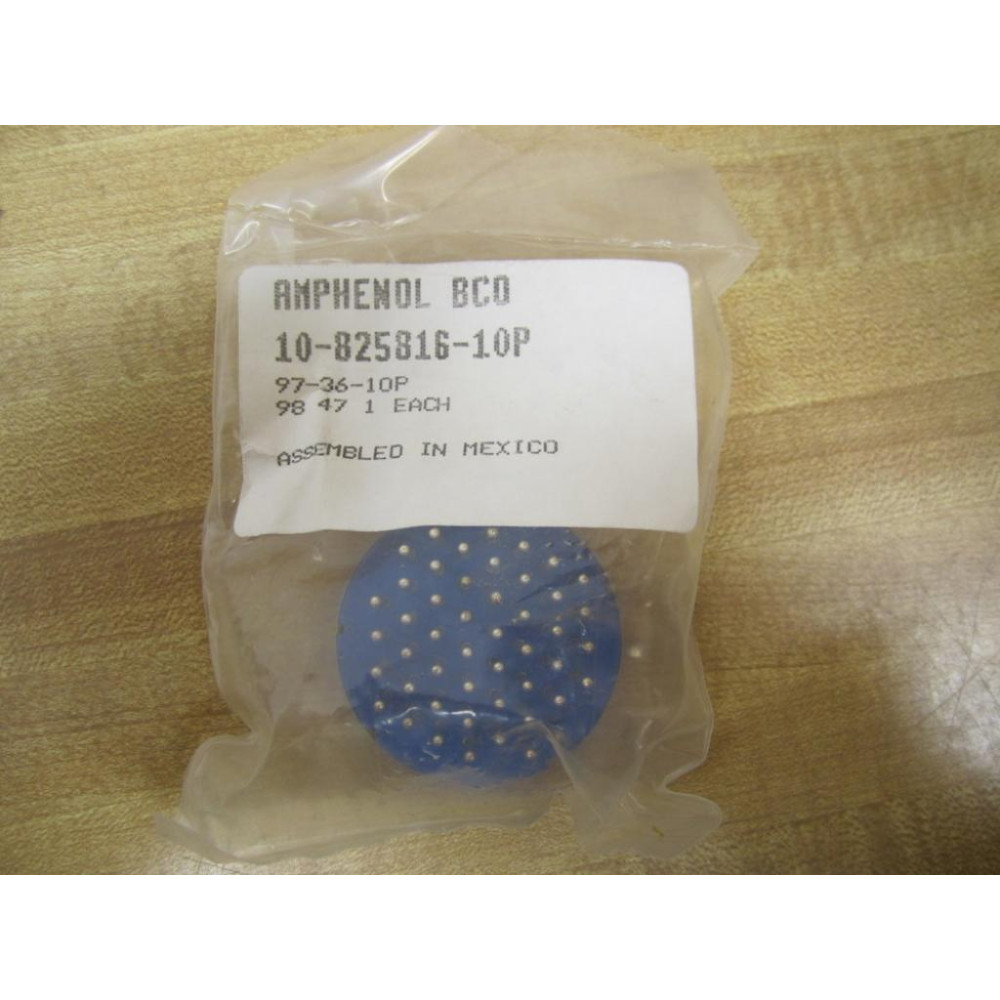 AMPHENOL BCO
10-825816-10P
97-36-10P
98 47 1 EACH
ASSEMBLED IN MEXICO